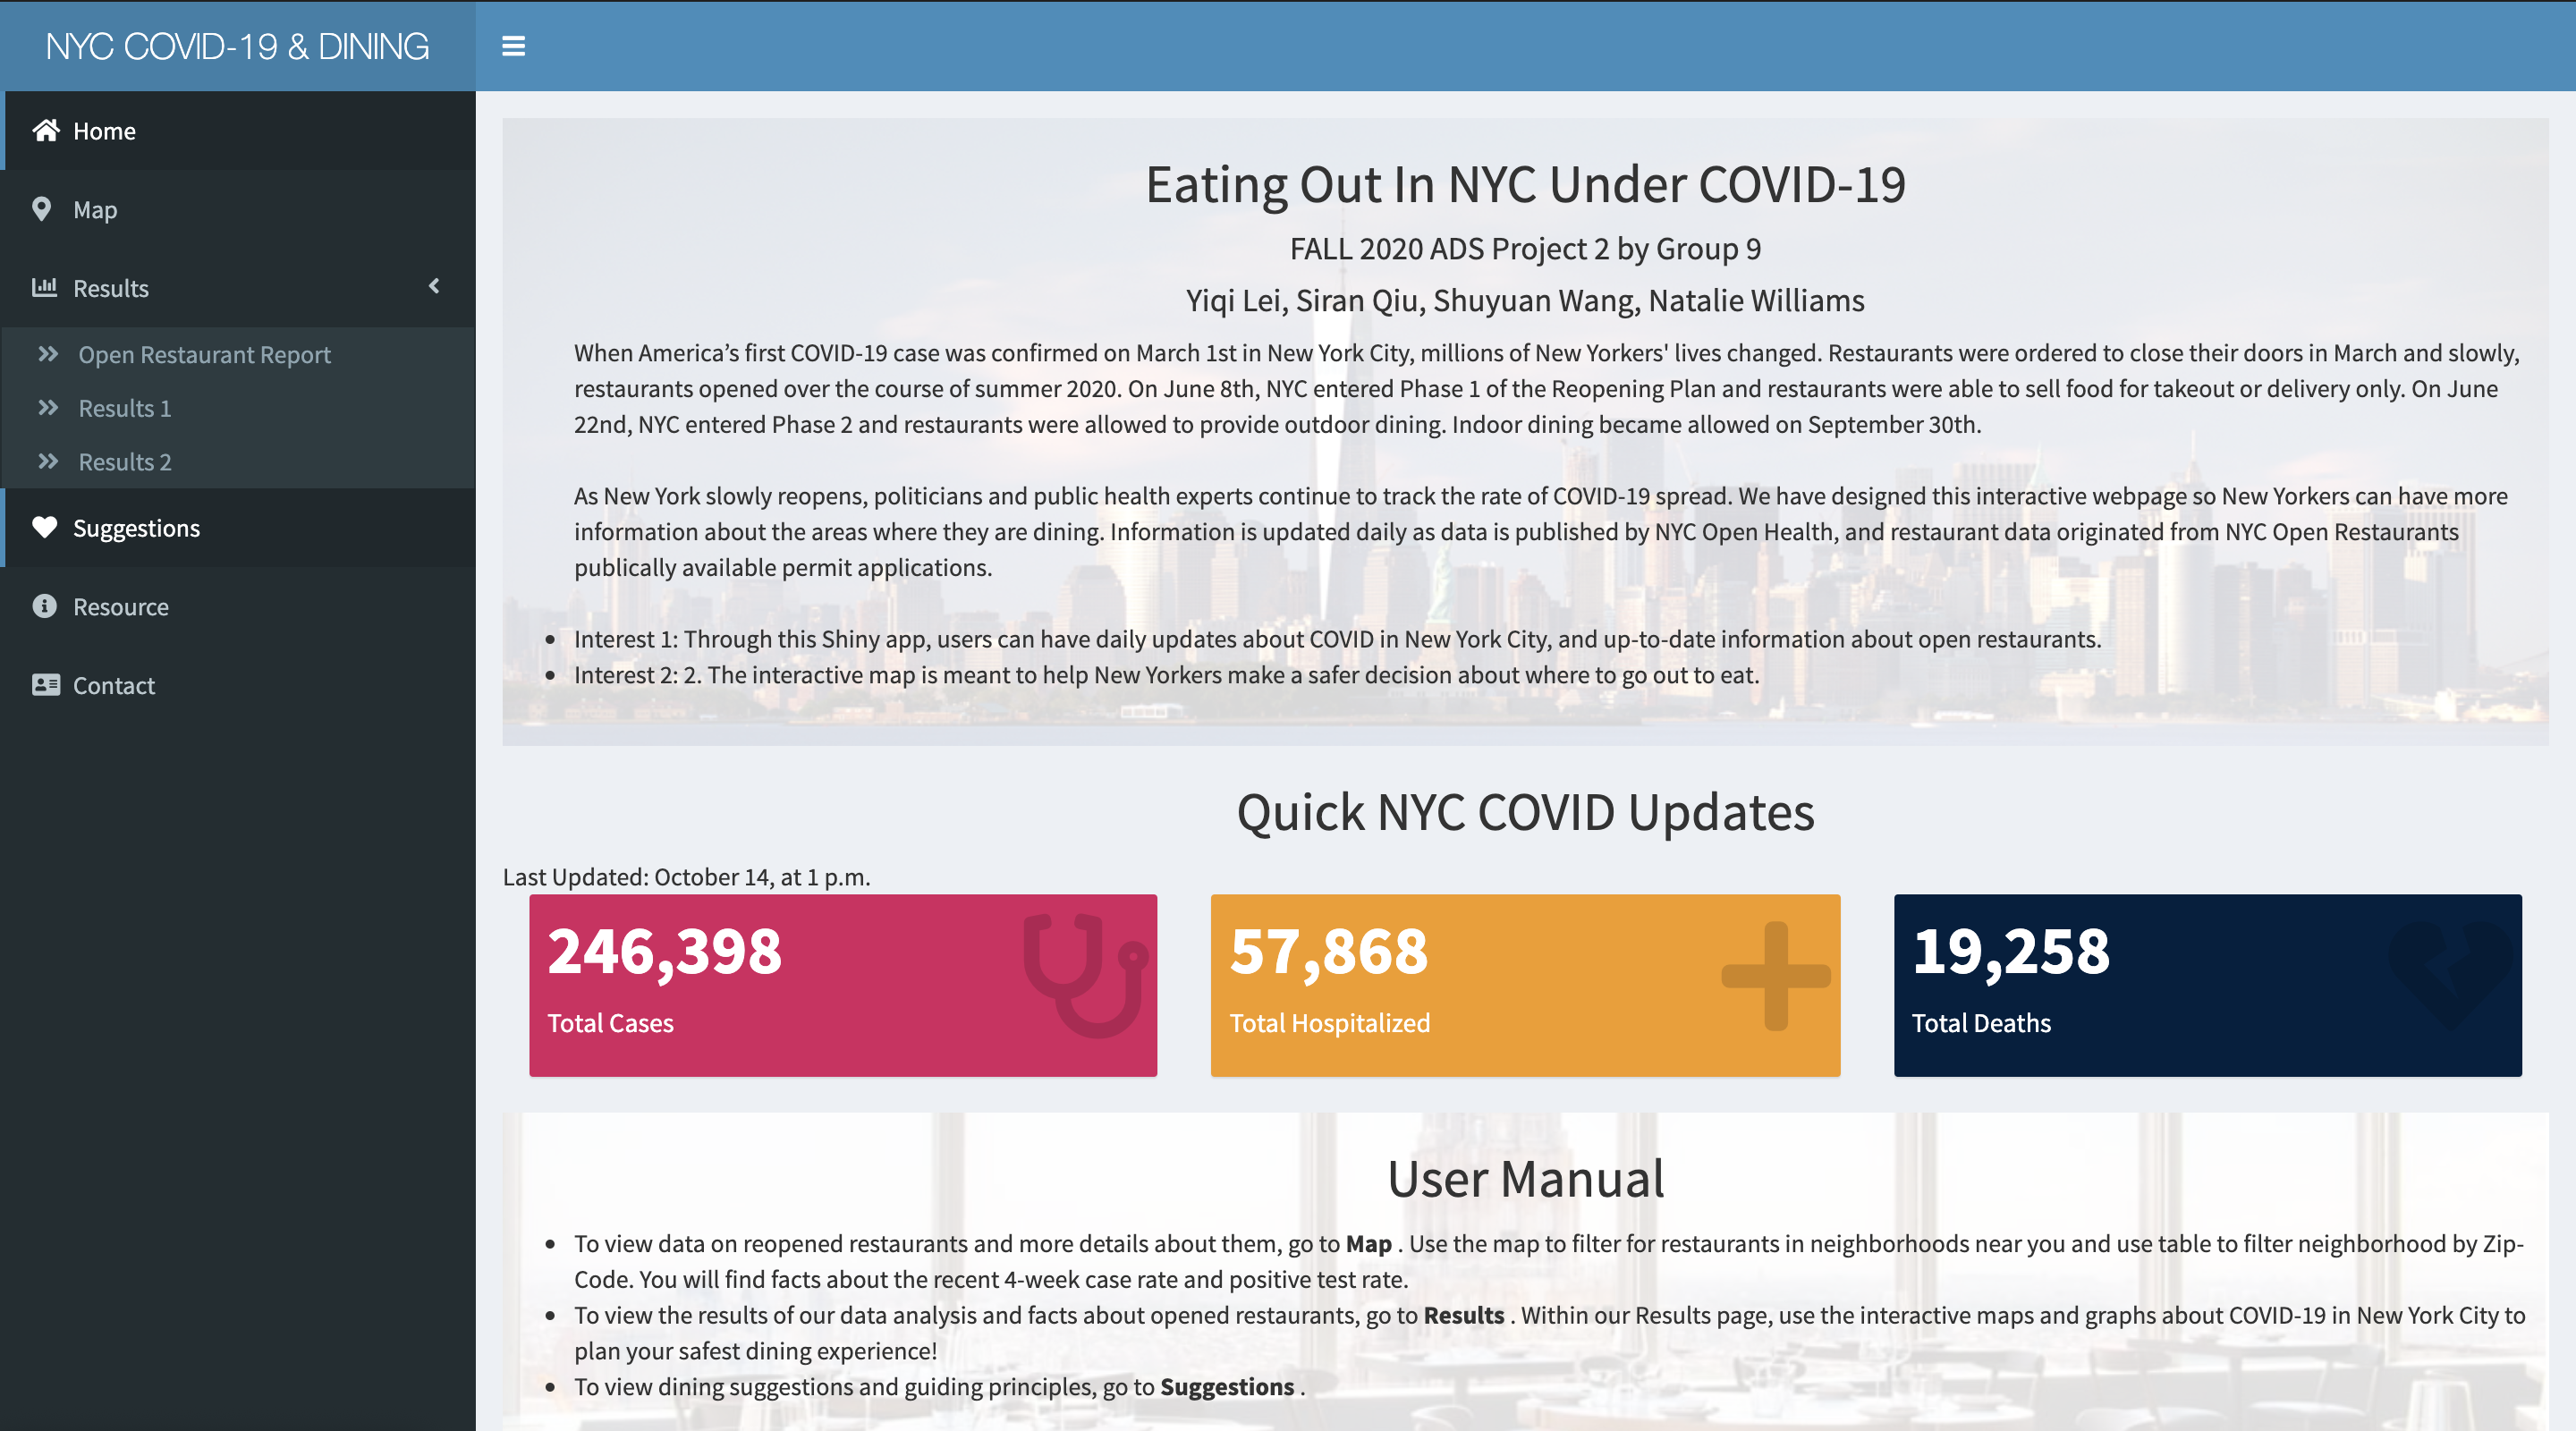 NYC COVID-19 & DINING
Home
Map
Results
Open Restaurant Report
Results 1
Results 2
Suggestions
Resource
Contact
Eating Out In NYC Under COVID-19
FALL 2020 ADS Project 2 by Group 9
Yiqi Lei, Siran Qiu, Shuyuan Wang, Natalie Williams
When America’s first COVID-19 case was confirmed on March 1st in New York City, millions of New Yorkers' lives changed. Restaurants were ordered to close their doors in March and slowly,
restaurants opened over the course of summer 2020. On June 8th, NYC entered Phase 1 of the Reopening Plan and restaurants were able to sell food for takeout or delivery only. On June
22nd, NYC entered Phase 2 and restaurants were allowed to provide outdoor dining. Indoor dining became allowed on September 30th.
As New York slowly reopens, politicians and public health experts continue to track the rate of COVID-19 spread. We have designed this interactive webpage so New Yorkers can have more
information about the areas where they are dining. Information is updated daily as data is published by NYC Open Health, and restaurant data originated from NYC Open Restaurants
publically available permit applications.
• Interest 1: Through this Shiny app, users can have daily updates about COVID in New York City, and up-to-date information about open restaurants.
• Interest 2: 2. The interactive map is meant to help New Yorkers make a safer decision about where to go out to eat.
Quick NYC COVID Updates
Last Updated: October 14, at 1 p.m.
246,398
Total Cases
57,868
Total Hospitalized
19,258
Total Deaths
User Manual
• To view data on reopened restaurants and more details about them, go to Map . Use the map to filter for restaurants in neighborhoods near you and use table to filter neighborhood by Zip-
Code. You will find facts about the recent 4-week case rate and positive test rate.
• To view the results of our data analysis and facts about opened restaurants, go to Results . Within our Results page, use the interactive maps and graphs about COVID-19 in New York City to
plan your safest dining experience!
• To view dining suggestions and guiding principles, go to Suggestions .